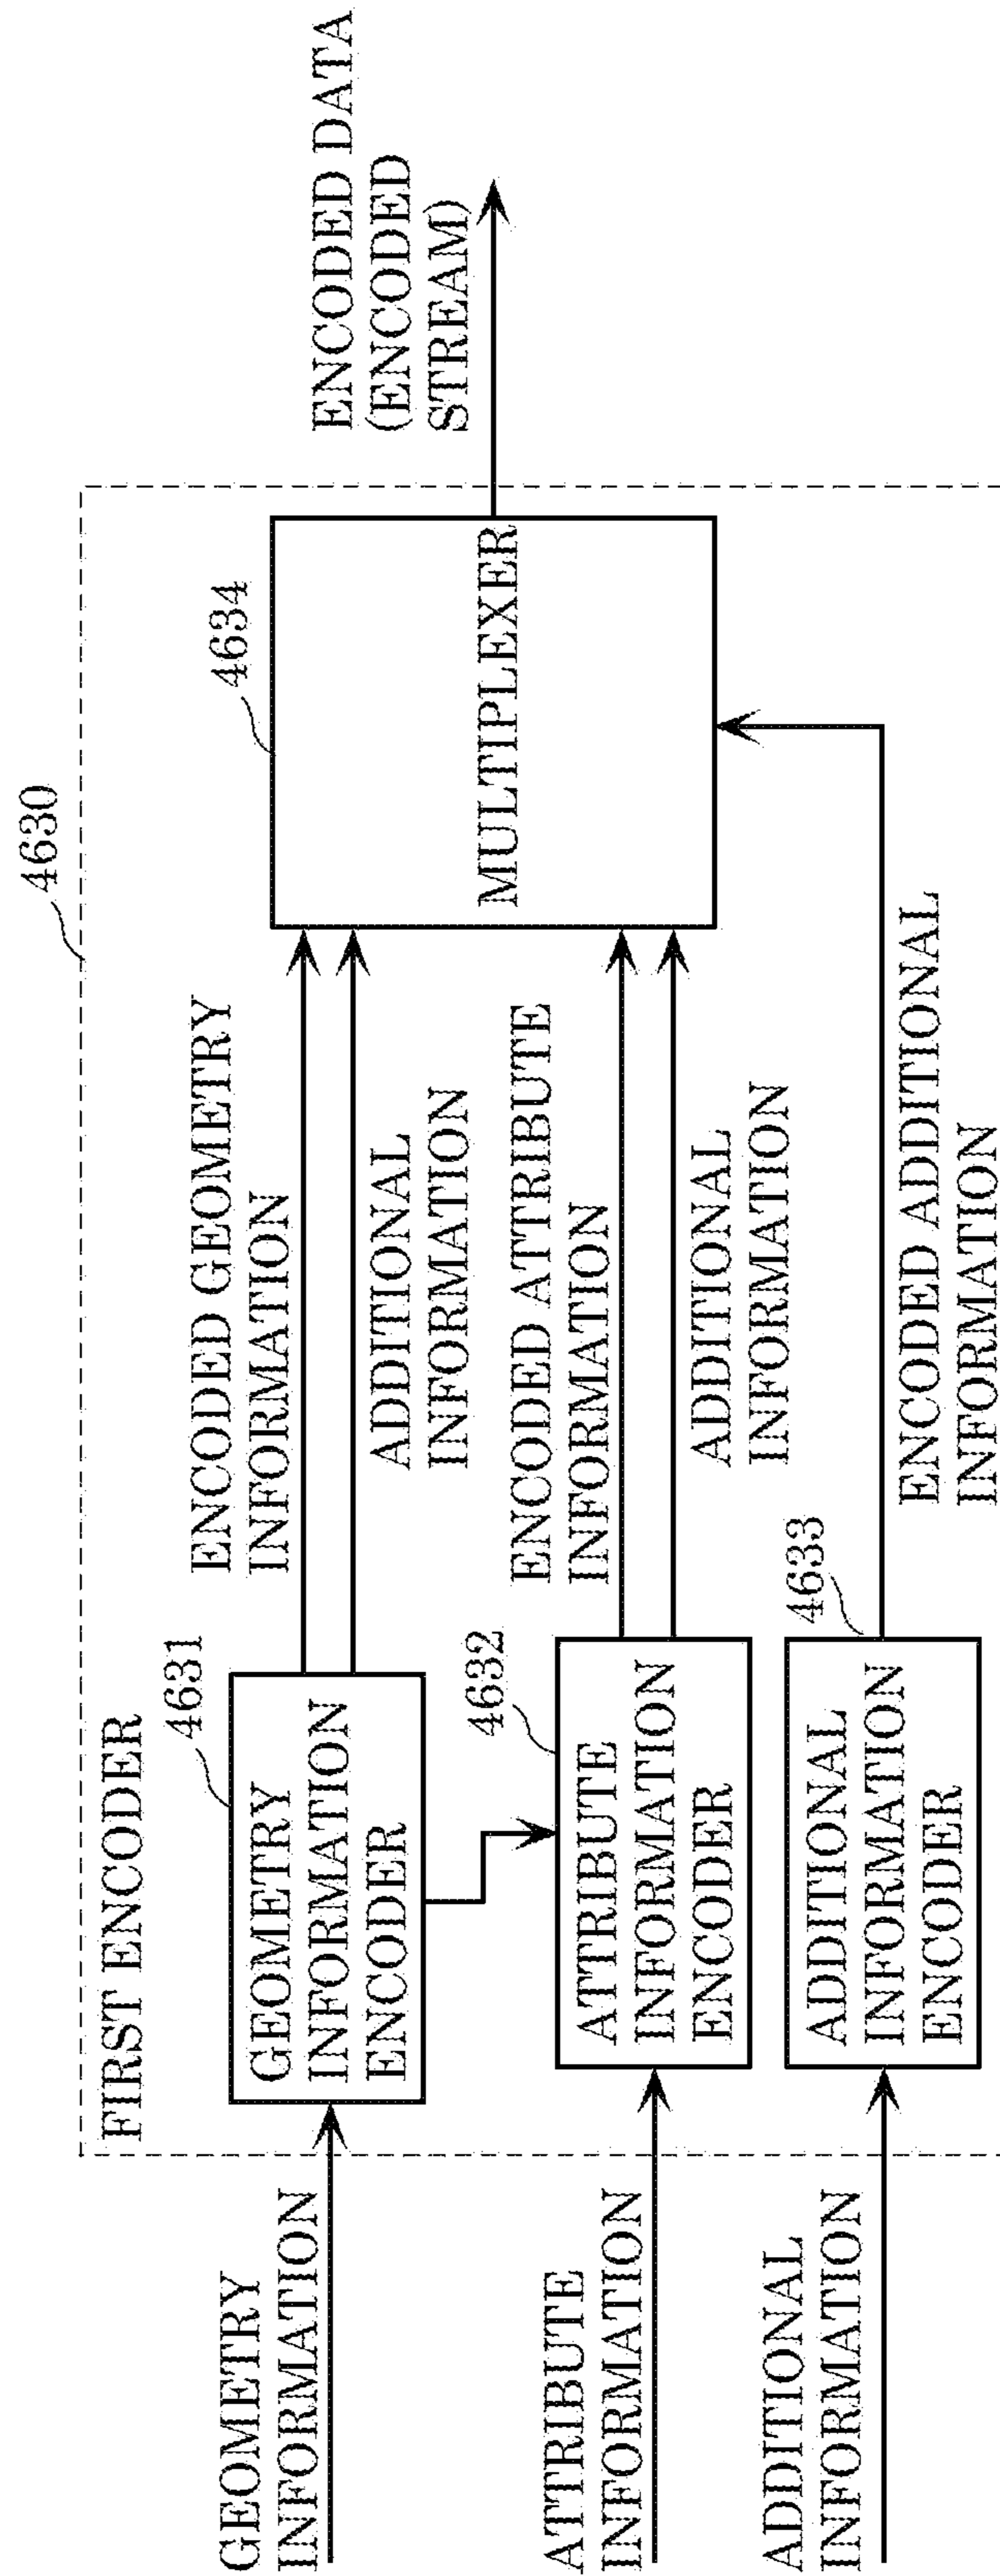 4630
FIRST ENCODER
GEOMETRY
INFORMATION
4631
GEOMETRY
INFORMATION
ENCODER
ENCODED GEOMETRY
INFORMATION
ADDITIONAL
INFORMATION
4634
MULTIPLEXER
ENCODED DATA
(ENCODED
STREAM)
ATTRIBUTE
INFORMATION
4632
ATTRIBUTE
INFORMATION
ENCODER
ENCODED ATTRIBUTE
INFORMATION
ADDITIONAL
INFORMATION
ADDITIONAL
INFORMATION
4633
ADDITIONAL
INFORMATION
ENCODER
ENCODED ADDITIONAL
INFORMATION